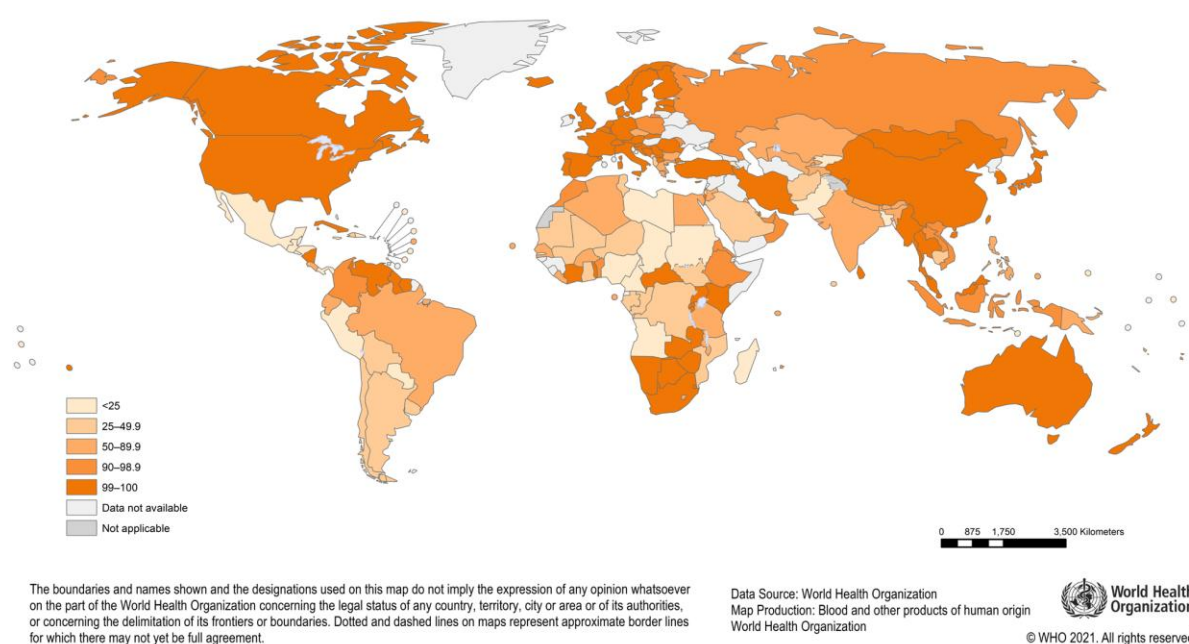 <25
25–49.9
50–89.9
90–98.9
99–100
Data not available
Not applicable
0 875 1,750 3,500 Kilometers
The boundaries and names shown and the designations used on this map do not imply the expression of any opinion whatsoever
on the part of the World Health Organization concerning the legal status of any country, territory, city or area or of its authorities,
or concerning the delimitation of its frontiers or boundaries. Dotted and dashed lines on maps represent approximate border lines
for which there may not yet be full agreement.
Data Source: World Health Organization
Map Production: Blood and other products of human origin
World Health Organization
World Health
Organization
© WHO 2021. All rights reserved